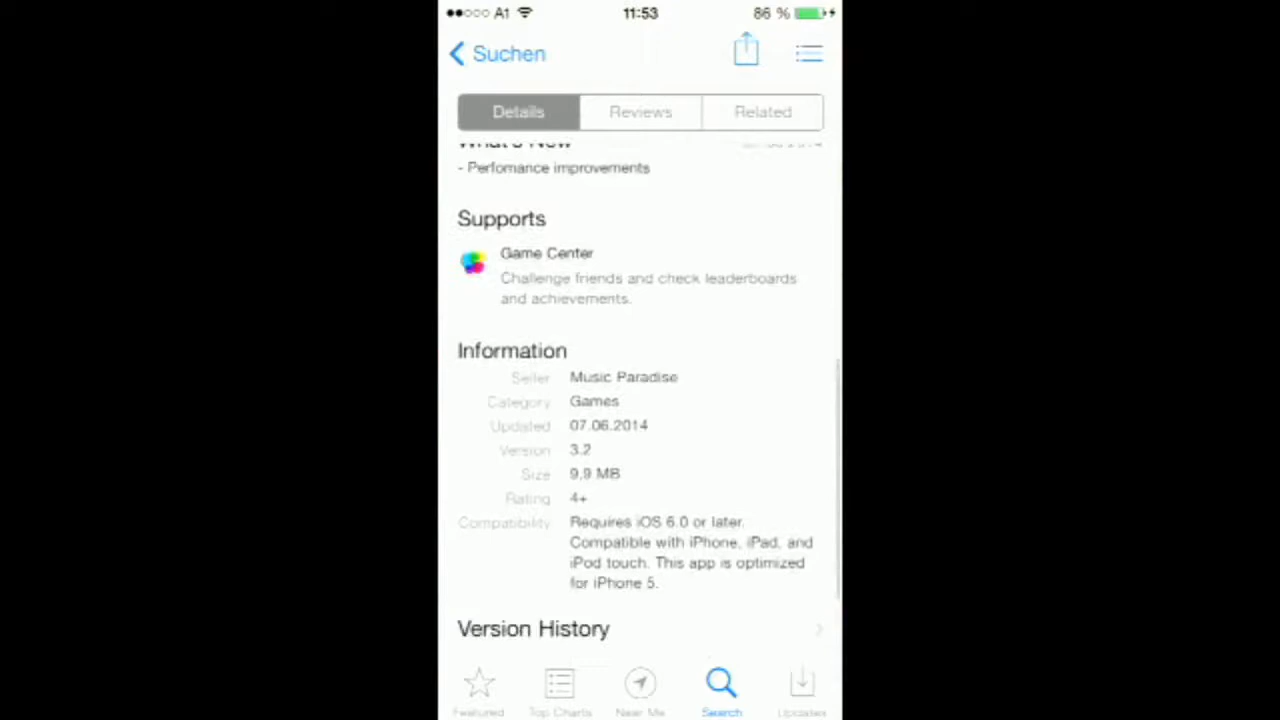 A1 11:53 86 %
Suchen
Details Reviews Related
What's New
- Perfomance improvements
Supports
Game Center
Challenge friends and check leaderboards
and achievements.
Information
Seller Music Paradise
Category Games
Updated 07.06.2014
Version 3.2
Size 9,9 MB
Rating 4+
Compatibility Requires iOS 6.0 or later.
Compatible with iPhone, iPad, and
iPod touch. This app is optimized
for iPhone 5.
Version History
Featured Top Charts Near Me Search Updates